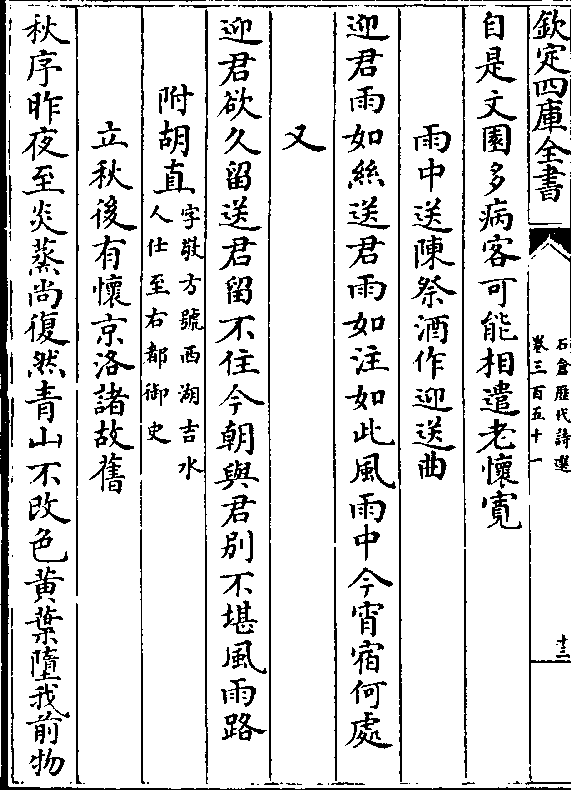 欽定四庫全書
石倉歷代詩選
卷三百五十一
十三
自是文園多病客可能相遣老懷寛
雨中送陳祭酒作迎送曲
迎君雨如絲送君雨如注如此風雨中今宵宿何處
又
迎君欲久留送君留不住今朝與君别不堪風雨路
附胡直字敬方號西湖吉水人仕至右都御史
立秋後有懷京洛諸故舊
秋序昨夜至炎蒸尚復然青山不改色黄葉墮我前物